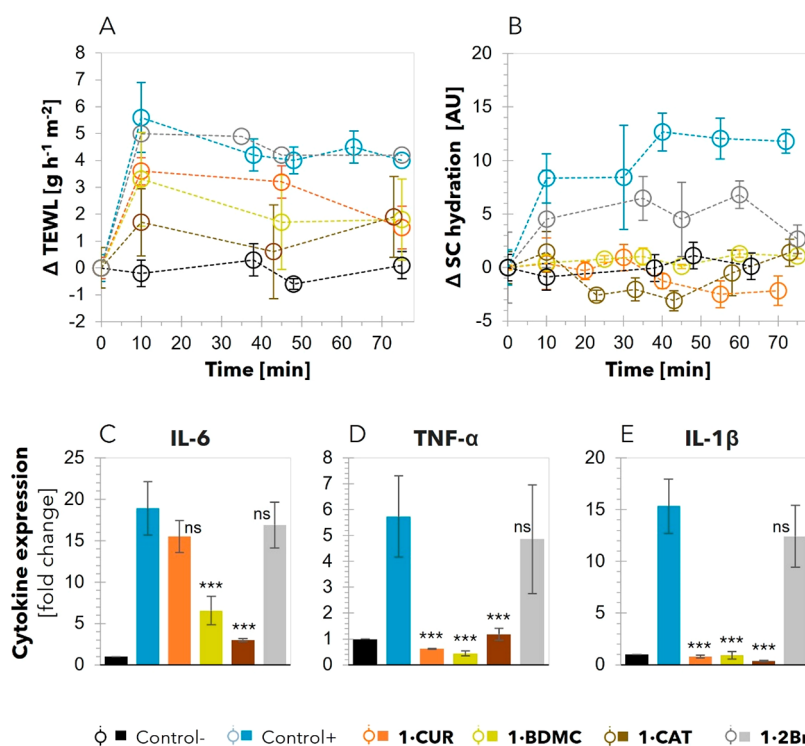 A
Δ TEWL [g h⁻¹ m⁻²]
8
7
6
5
4
3
2
1
0
-1
-2
0 10 20 30 40 50 60 70
Time [min]
B
Δ SC hydration [AU]
20
15
10
5
0
-5
0 10 20 30 40 50 60 70
Time [min]
Cytokine expression
[fold change]
C IL-6
25
20
15
10
5
0
ns
***
***
ns
D TNF-α
8
7
6
5
4
3
2
1
0
***
***
***
ns
E IL-1β
20
15
10
5
0
***
***
***
ns
Control- Control+ 1·CUR 1·BDMC 1·CAT 1·2Br